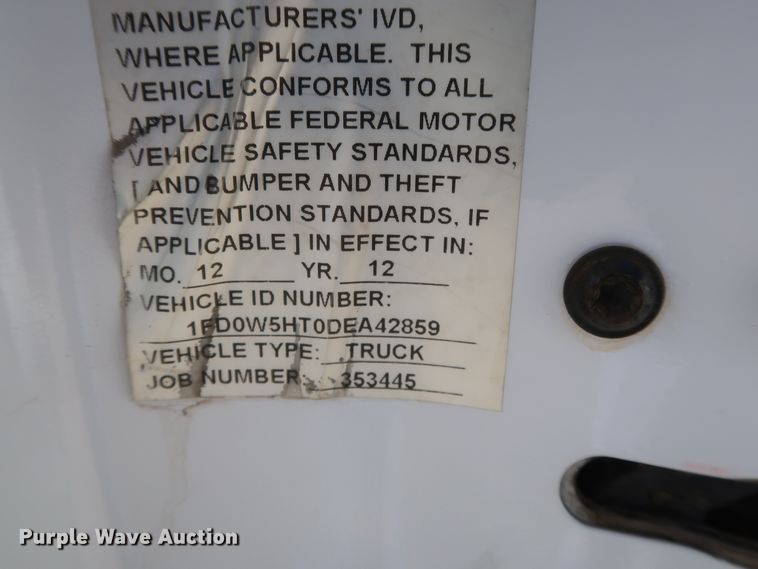 MANUFACTURERS' IVD,
WHERE APPLICABLE. THIS
VEHICLE CONFORMS TO ALL
APPLICABLE FEDERAL MOTOR
VEHICLE SAFETY STANDARDS,
[ AND BUMPER AND THEFT
PREVENTION STANDARDS, IF
APPLICABLE ] IN EFFECT IN:
MO. 12 YR. 12
VEHICLE ID NUMBER:
1FD0W5HT0DEA42859
VEHICLE TYPE: TRUCK
JOB NUMBER: 353445
Purple Wave Auction